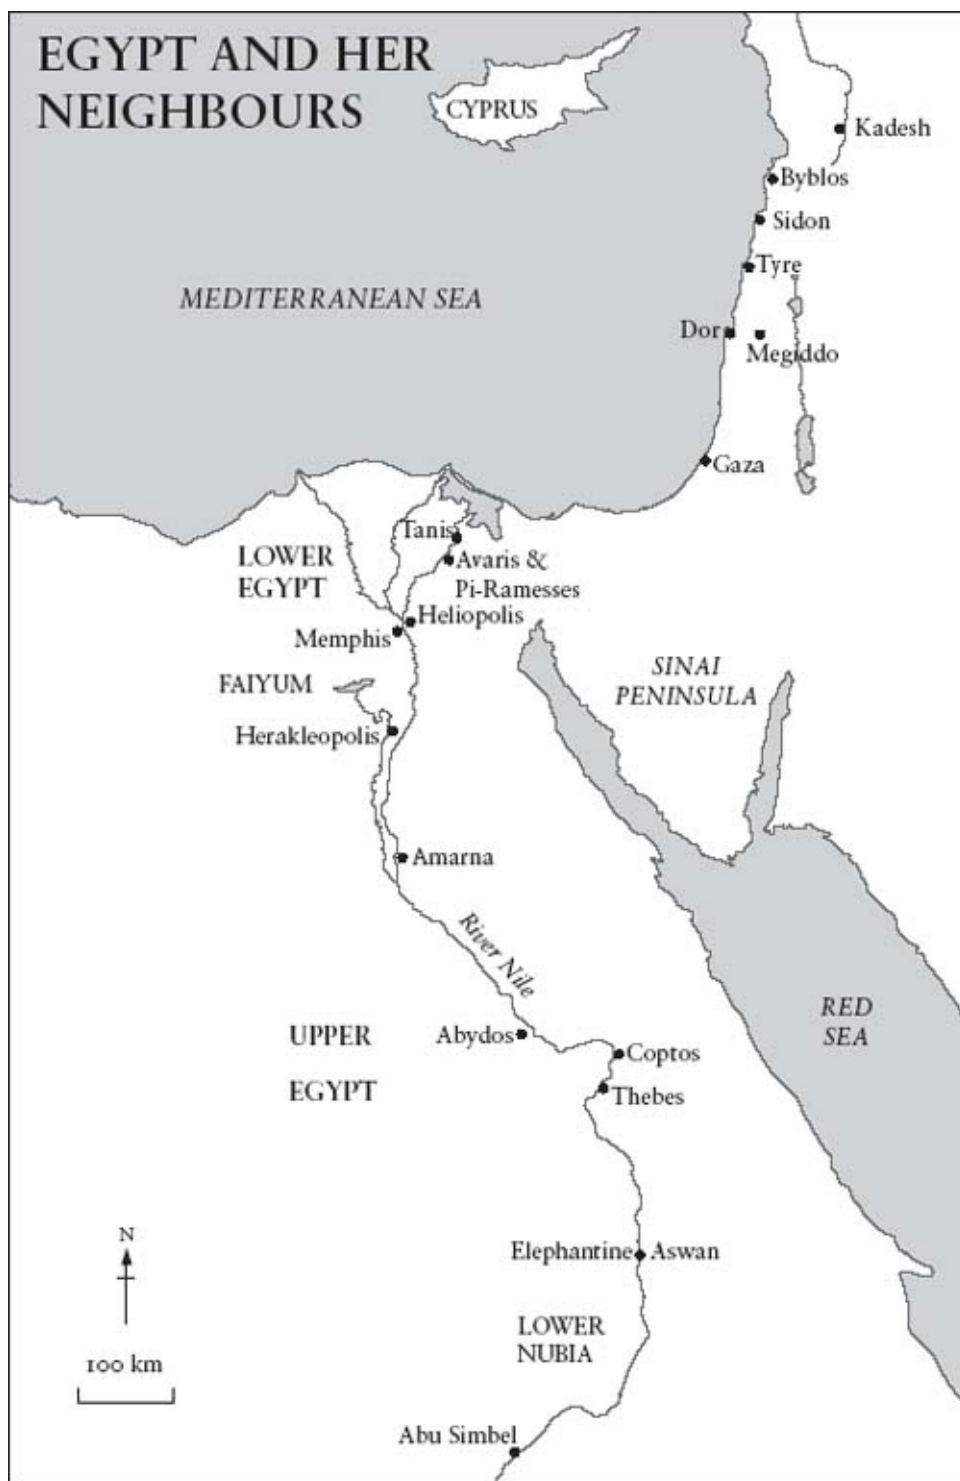 EGYPT AND HER
NEIGHBOURS
CYPRUS
Kadesh
Byblos
Sidon
Tyre
MEDITERRANEAN SEA
Dor
Megiddo
Gaza
Tanis
LOWER
EGYPT
Avaris &
Pi-Ramesses
Heliopolis
Memphis
SINAI
PENINSULA
FAIYUM
Herakleopolis
Amarna
River Nile
RED
SEA
UPPER
EGYPT
Abydos
Coptos
Thebes
N
Elephantine
Aswan
LOWER
NUBIA
100 km
Abu Simbel